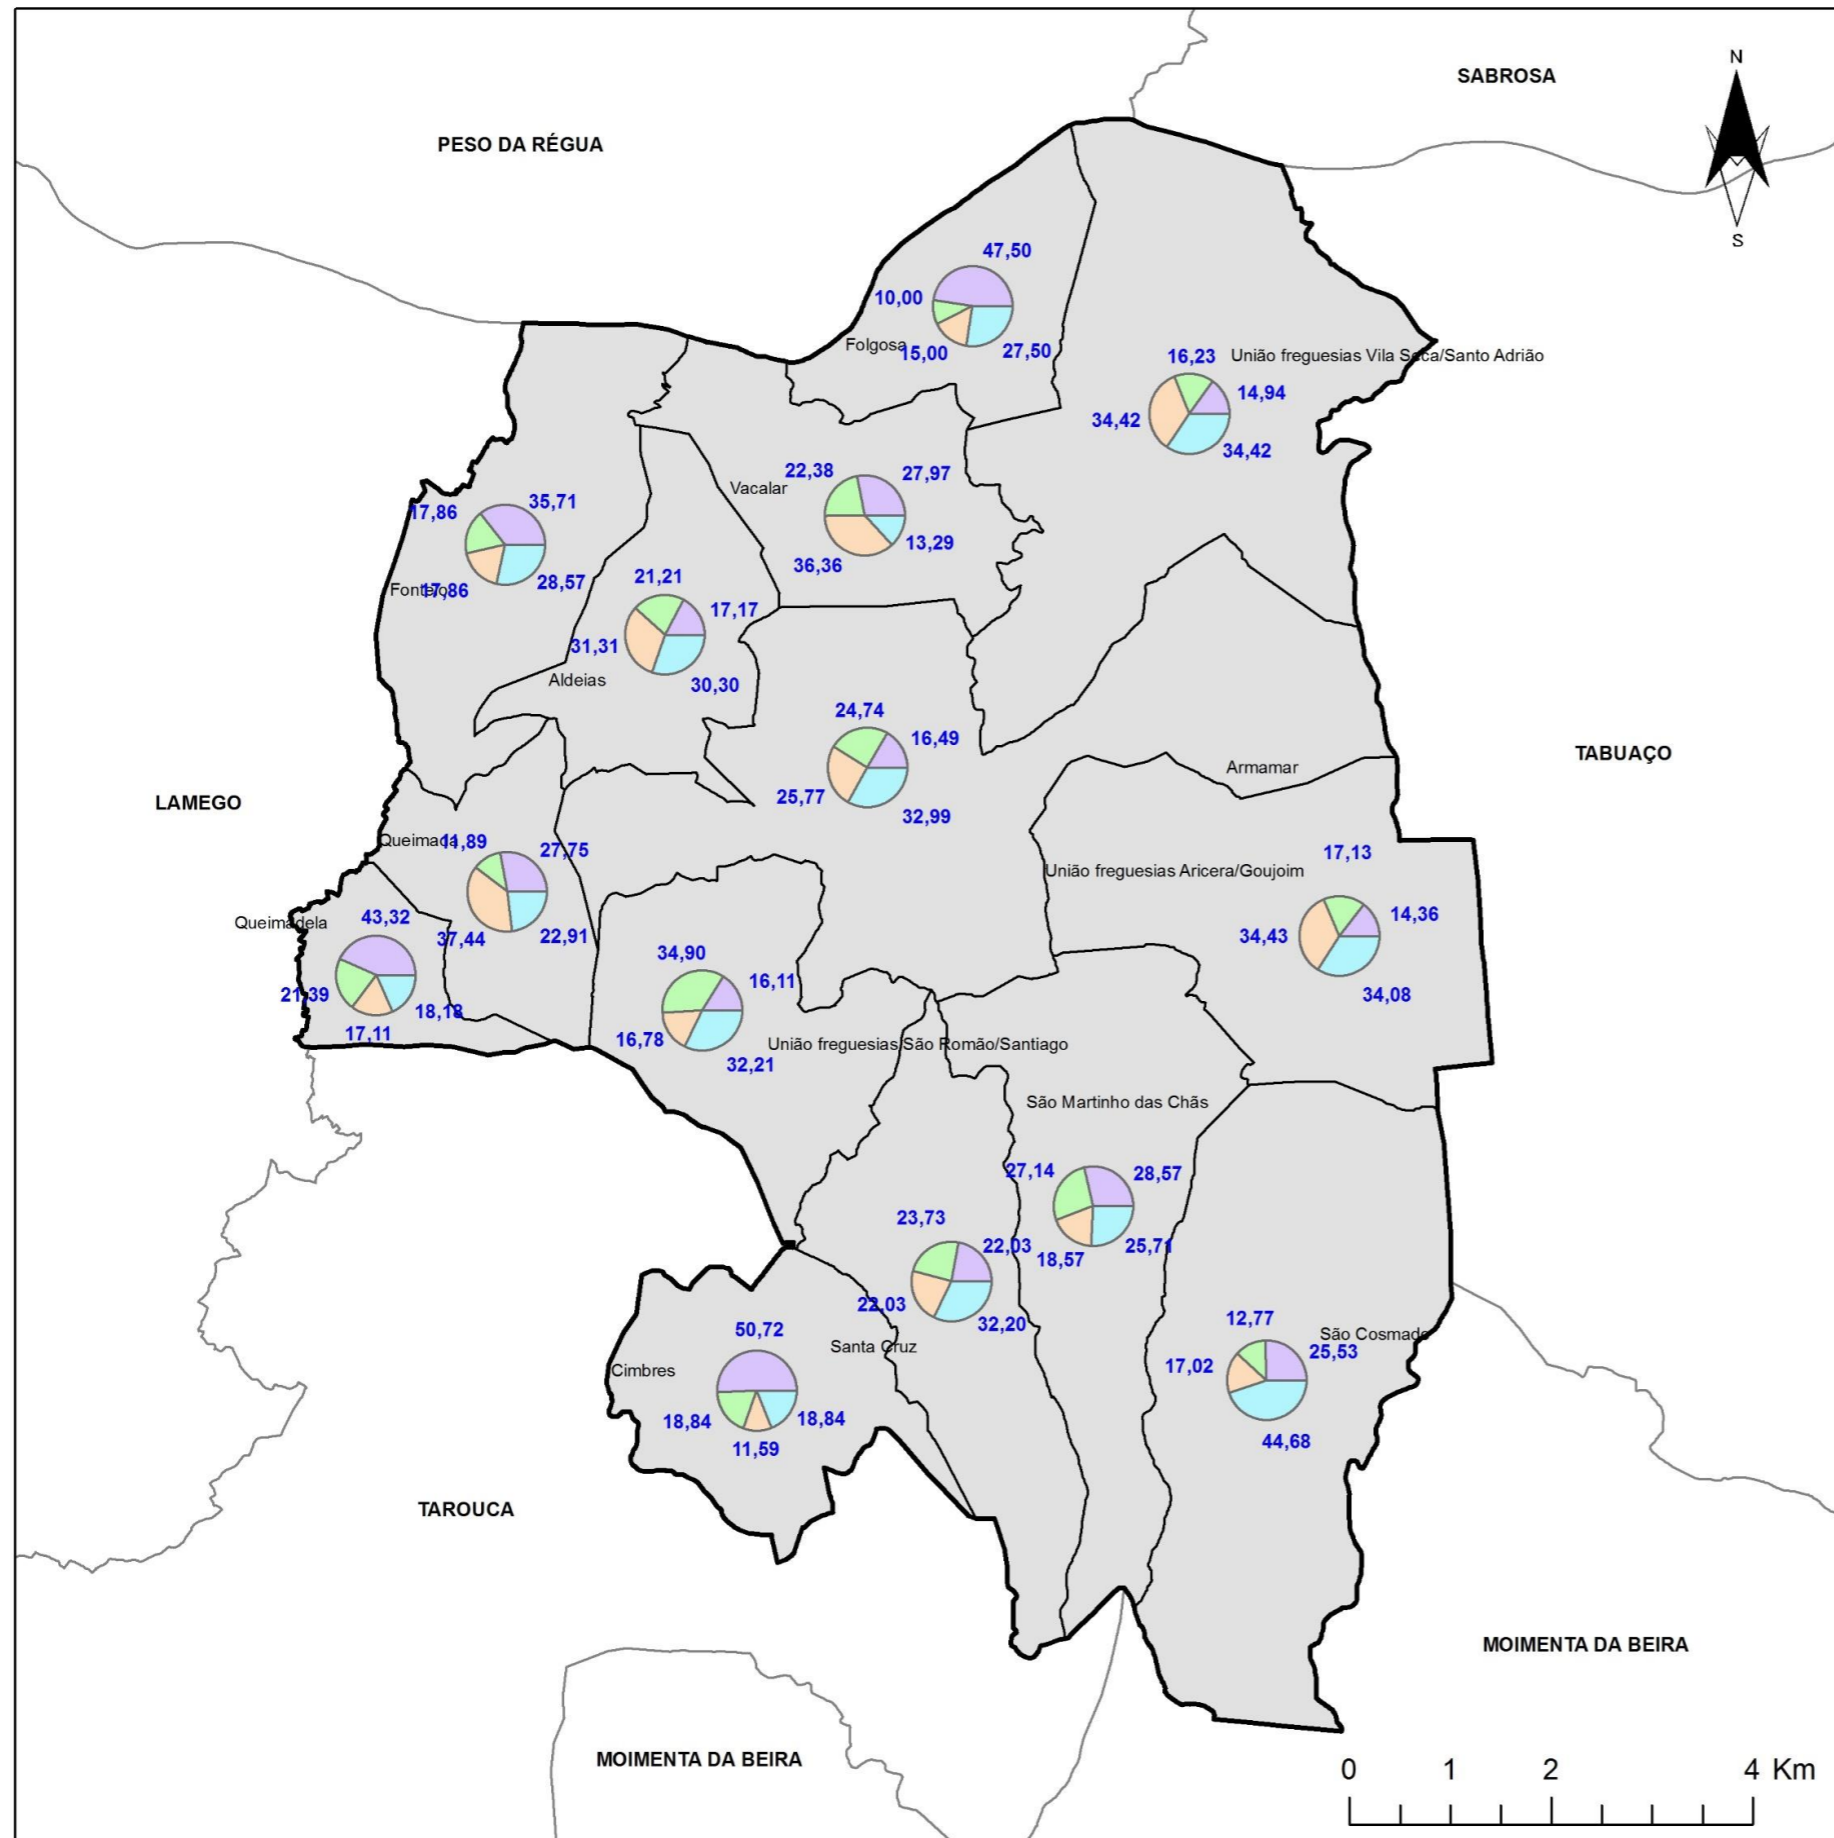 N
SABROSA
PESO DA RÉGUA
S
47,50
10,00
Folgosa
15,00
27,50
16,23
União freguesias Vila Seca/Santo Adrião
14,94
34,42
34,42
22,38
27,97
Vacalar
13,29
36,36
17,86
35,71
Fontelo
17,86
28,57
21,21
17,17
31,31
Aldeias
30,30
24,74
16,49
25,77
32,99
Armamar
TABUAÇO
LAMEGO
Queimada
11,89
27,75
37,44
22,91
17,13
União freguesias Aricera/Goujoim
14,36
34,43
34,08
Queimadela
43,32
21,39
18,18
17,11
34,90
16,11
16,78
União freguesias São Romão/Santiago
32,21
São Martinho das Chãs
27,14
28,57
18,57
25,71
23,73
22,03
22,03
32,20
Santa Cruz
12,77
São Cosmado
25,53
17,02
44,68
50,72
Cimbres
18,84
18,84
11,59
TAROUCA
MOIMENTA DA BEIRA
MOIMENTA DA BEIRA
0 1 2 4 Km